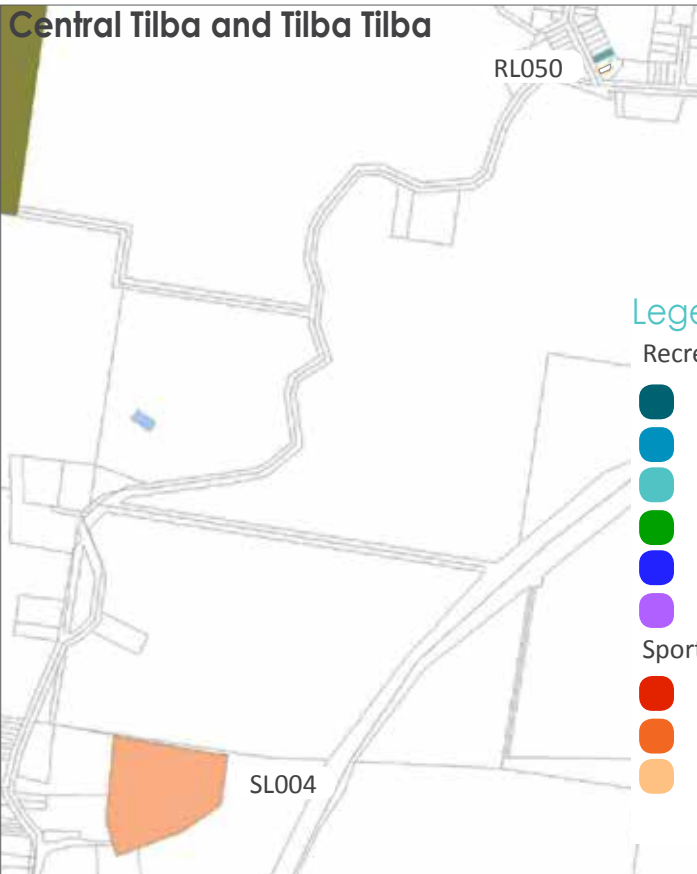 Central Tilba and Tilba Tilba
RL050
Lege
Recre
Sport
SL004